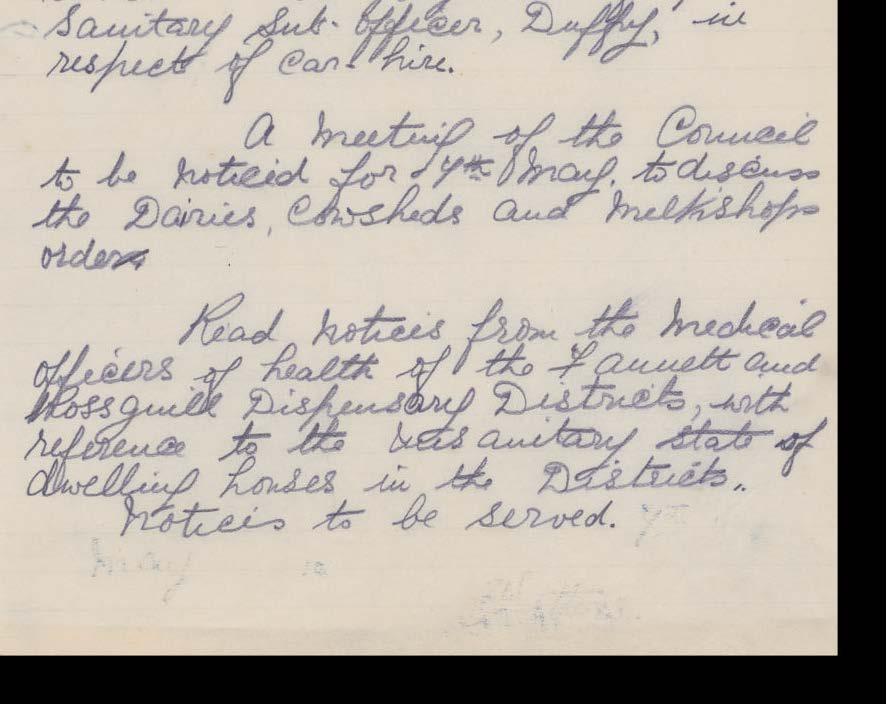 Sanitary Sub-Officer, Duffy, in
respect of car-hire.
A meeting of the Council
to be noticed for 7th May, to discuss
the Dairies, Cowsheds and Milkshops
order
Read notices from the Medical
officers of health of the Fannett and
Rossguill Dispensary Districts, with
reference to the insanitary state of
dwelling houses in the Districts.
Notices to be served.